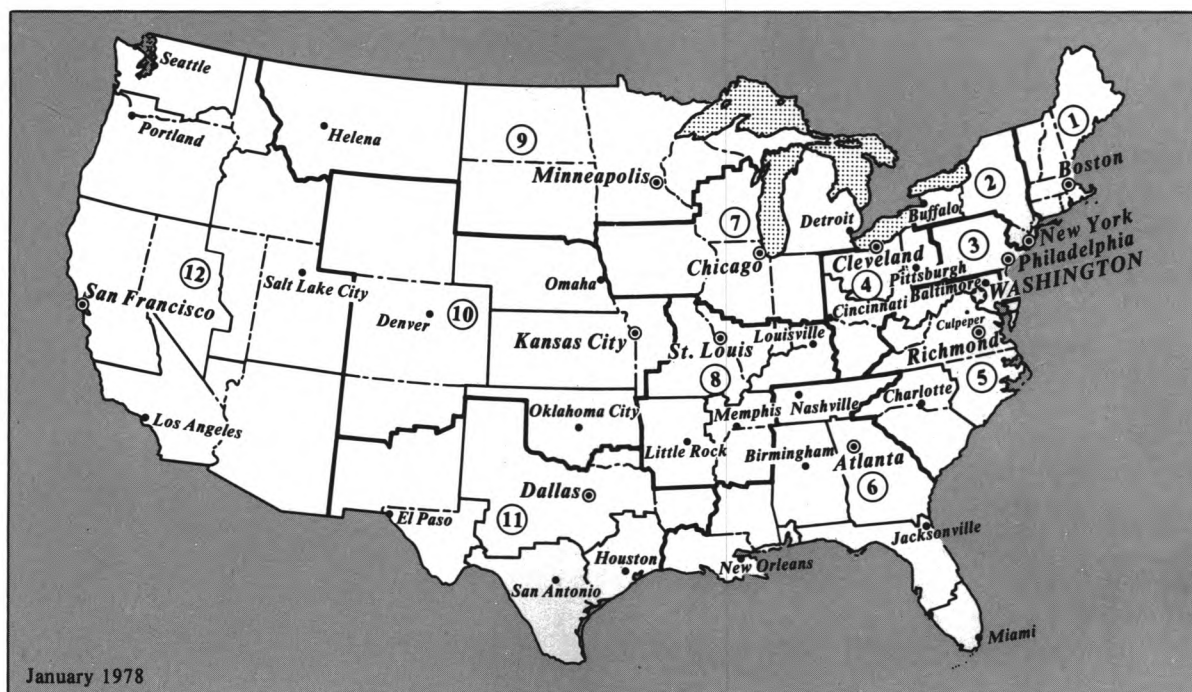 Seattle
Portland
Helena
9
Minneapolis
1
Boston
2
Buffalo
7
Detroit
New York
Cleveland
3
Philadelphia
Chicago
4
Pittsburgh
WASHINGTON
Baltimore
12
Salt Lake City
Omaha
Cincinnati
San Francisco
10
Denver
Culpeper
Kansas City
St. Louis
Louisville
Richmond
8
5
Los Angeles
Oklahoma City
Memphis
Nashville
Charlotte
Little Rock
Birmingham
Atlanta
Dallas
6
El Paso
11
Jacksonville
Houston
New Orleans
San Antonio
Miami
January 1978